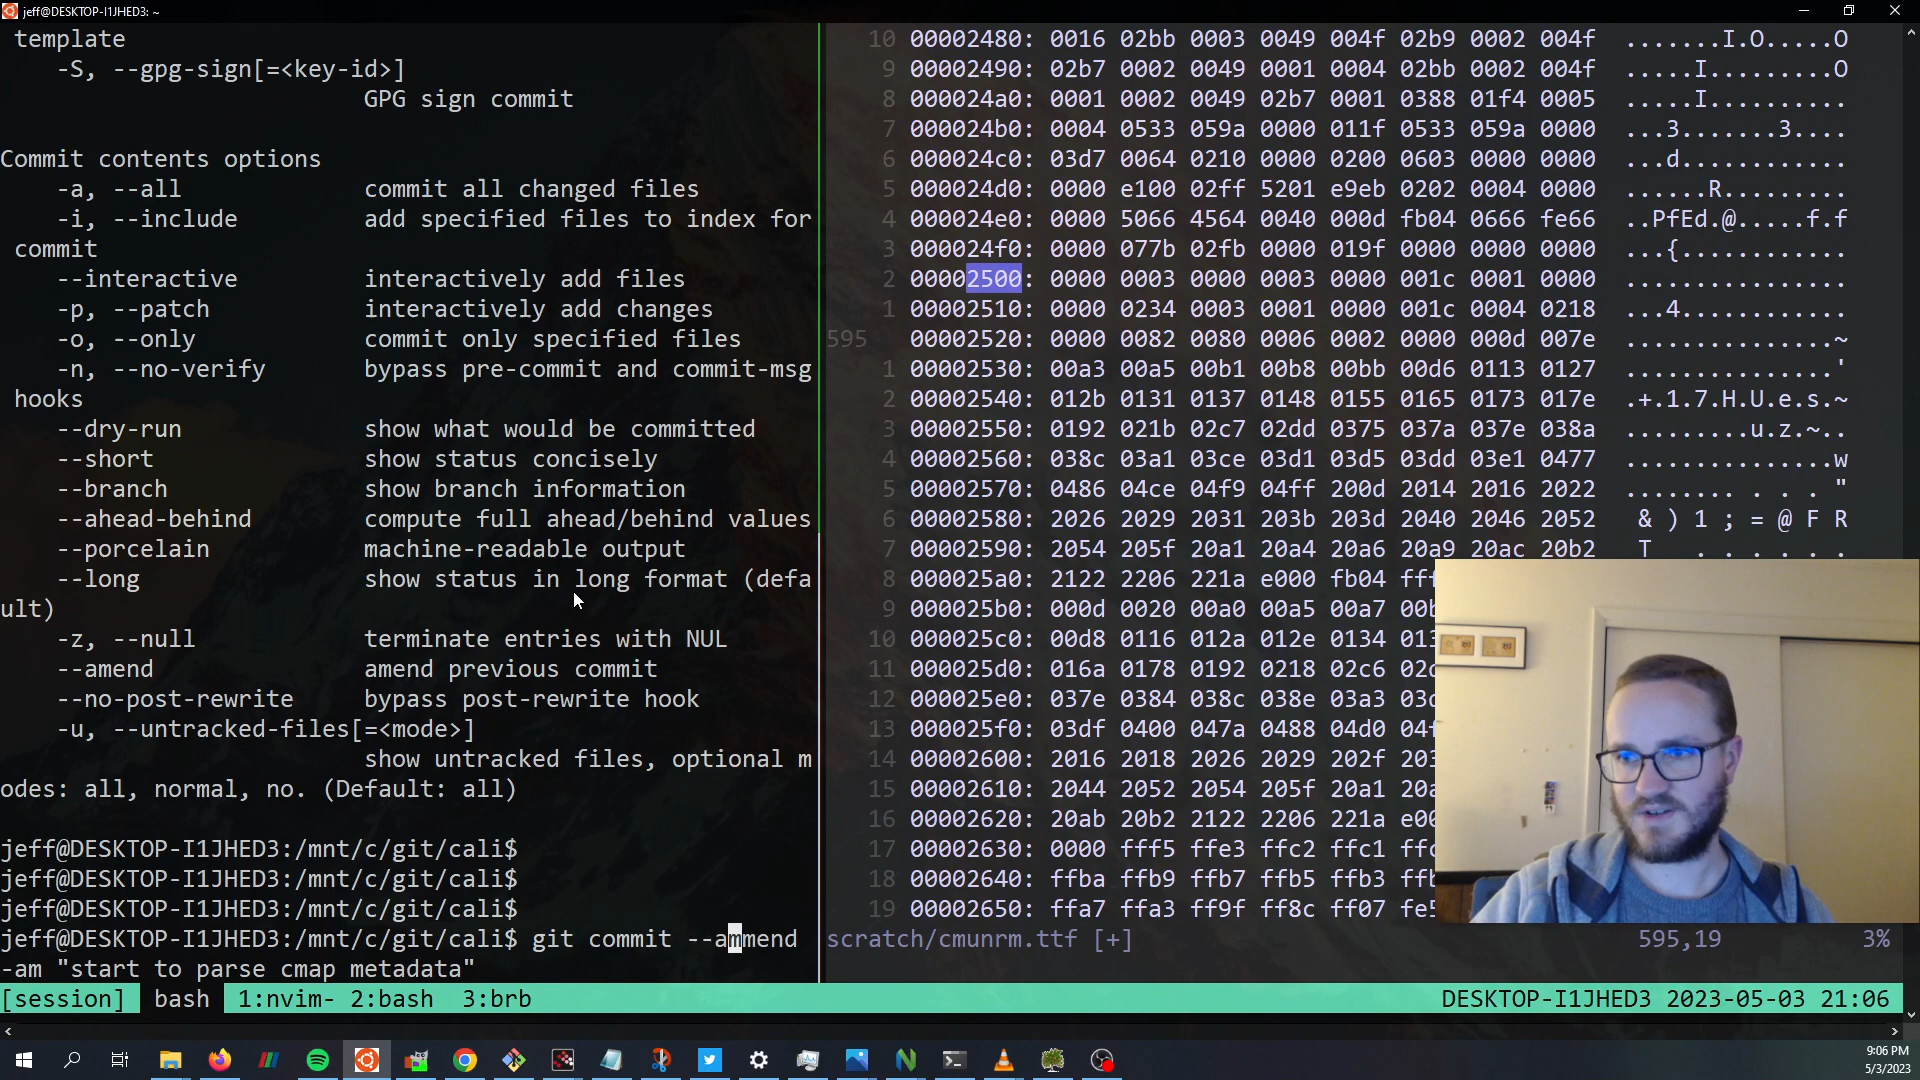 jeff@DESKTOP-I1JHED3: ~
template
-S, --gpg-sign[=<key-id>]
GPG sign commit
Commit contents options
-a, --all commit all changed files
-i, --include add specified files to index for
commit
--interactive interactively add files
-p, --patch interactively add changes
-o, --only commit only specified files
-n, --no-verify bypass pre-commit and commit-msg
hooks
--dry-run show what would be committed
--short show status concisely
--branch show branch information
--ahead-behind compute full ahead/behind values
--porcelain machine-readable output
--long show status in long format (defa
ult)
-z, --null terminate entries with NUL
--amend amend previous commit
--no-post-rewrite bypass post-rewrite hook
-u, --untracked-files[=<mode>]
show untracked files, optional m
odes: all, normal, no. (Default: all)
jeff@DESKTOP-I1JHED3:/mnt/c/git/cali$
jeff@DESKTOP-I1JHED3:/mnt/c/git/cali$
jeff@DESKTOP-I1JHED3:/mnt/c/git/cali$
jeff@DESKTOP-I1JHED3:/mnt/c/git/cali$ git commit --ammend
-am "start to parse cmap metadata"
10 00002480: 0016 02bb 0003 0049 004f 02b9 0002 004f .......I.O.....O
9 00002490: 02b7 0002 0049 0001 0004 02bb 0002 004f .....I.........O
8 000024a0: 0001 0002 0049 02b7 0001 0388 01f4 0005 .....I..........
7 000024b0: 0004 0533 059a 0000 011f 0533 059a 0000 ...3.......3....
6 000024c0: 03d7 0064 0210 0000 0200 0603 0000 0000 ...d............
5 000024d0: 0000 e100 02ff 5201 e9eb 0202 0004 0000 ......R.........
4 000024e0: 0000 5066 4564 0040 000d fb04 0666 fe66 ..PfEd.@.....f.f
3 000024f0: 0000 077b 02fb 0000 019f 0000 0000 0000 ...{............
2 00002500: 0000 0003 0000 0003 0000 001c 0001 0000 ................
1 00002510: 0000 0234 0003 0001 0000 001c 0004 0218 ...4............
595 00002520: 0000 0082 0080 0006 0002 0000 000d 007e ...............~
1 00002530: 00a3 00a5 00b1 00b8 00bb 00d6 0113 0127 ...............'
2 00002540: 012b 0131 0137 0148 0155 0165 0173 017e .+.1.7.H.U.e.s.~
3 00002550: 0192 021b 02c7 02dd 0375 037a 037e 038a .........u.z.~..
4 00002560: 038c 03a1 03ce 03d1 03d5 03dd 03e1 0477 ...............w
5 00002570: 0486 04ce 04f9 04ff 200d 2014 2016 2022 ........ . . . "
6 00002580: 2026 2029 2031 203b 203d 2040 2046 2052 & ) 1 ; = @ F R
7 00002590: 2054 205f 20a1 20a4 20a6 20a9 20ac 20b2 T . . . . .
8 000025a0: 2122 2206 221a e000 fb04
9 000025b0: 000d 0020 00a0 00a5 00a7
10 000025c0: 00d8 0116 012a 012e 0134
11 000025d0: 016a 0178 0192 0218 02c6
12 000025e0: 037e 0384 038c 038e 03a3
13 000025f0: 03df 0400 047a 0488 04d0
14 00002600: 2016 2018 2026 2029 202f
15 00002610: 2044 2052 2054 205f 20a1
16 00002620: 20ab 20b2 2122 2206 221a
17 00002630: 0000 fff5 ffe3 ffc2 ffc1
18 00002640: ffba ffb9 ffb7 ffb5 ffb3
19 00002650: ffa7 ffa3 ff9f ff8c ff07
scratch/cmunrm.ttf [+] 595,19 3%
[session] bash 1:nvim- 2:bash 3:brb DESKTOP-I1JHED3 2023-05-03 21:06
9:06 PM
5/3/2023